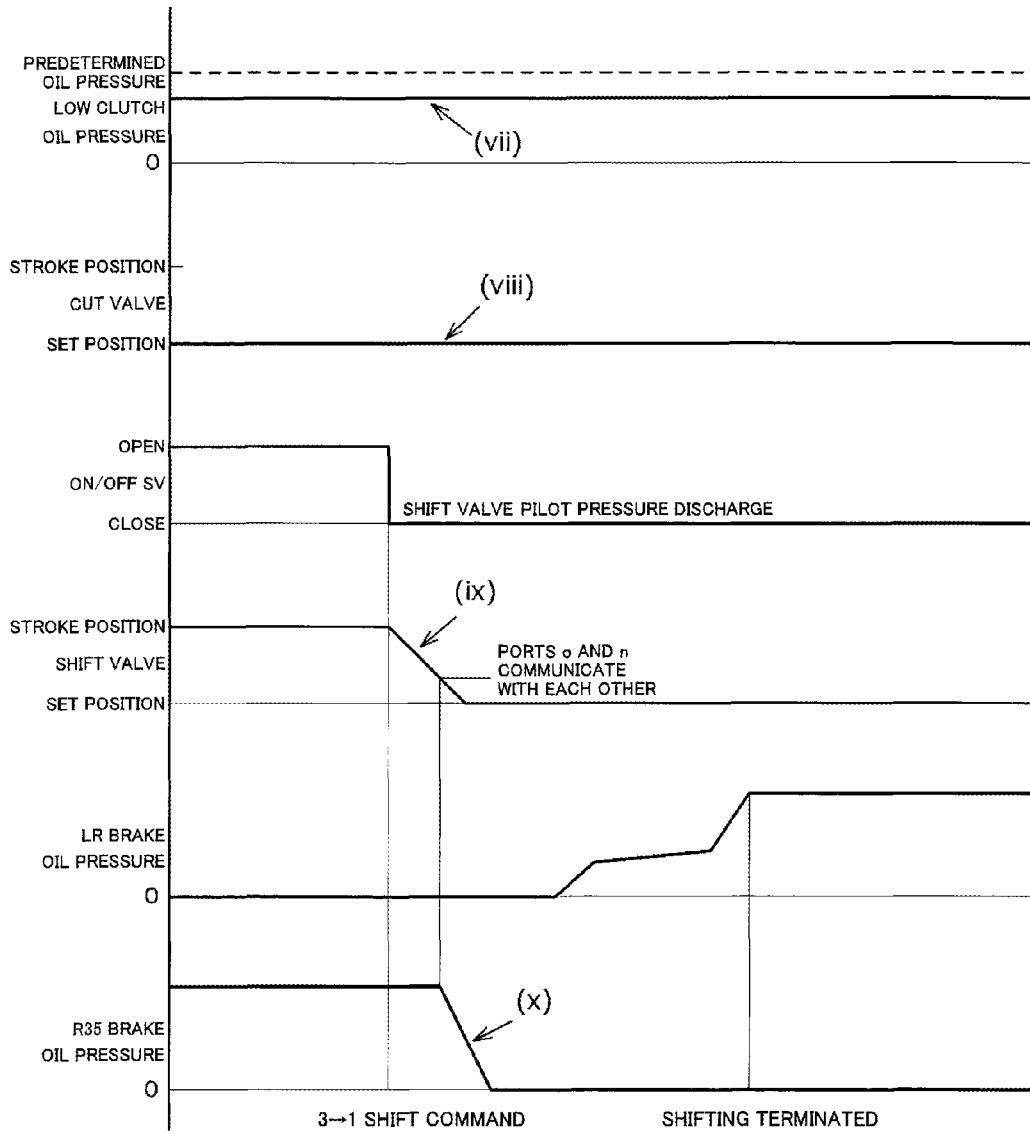 PREDETERMINED
OIL PRESSURE
LOW CLUTCH
OIL PRESSURE
0
(vii)
STROKE POSITION
CUT VALVE
SET POSITION
(viii)
OPEN
ON/OFF SV
CLOSE
SHIFT VALVE PILOT PRESSURE DISCHARGE
(ix)
STROKE POSITION
SHIFT VALVE
SET POSITION
PORTS o AND n
COMMUNICATE
WITH EACH OTHER
LR BRAKE
OIL PRESSURE
0
(x)
R35 BRAKE
OIL PRESSURE
0
3→1 SHIFT COMMAND
SHIFTING TERMINATED